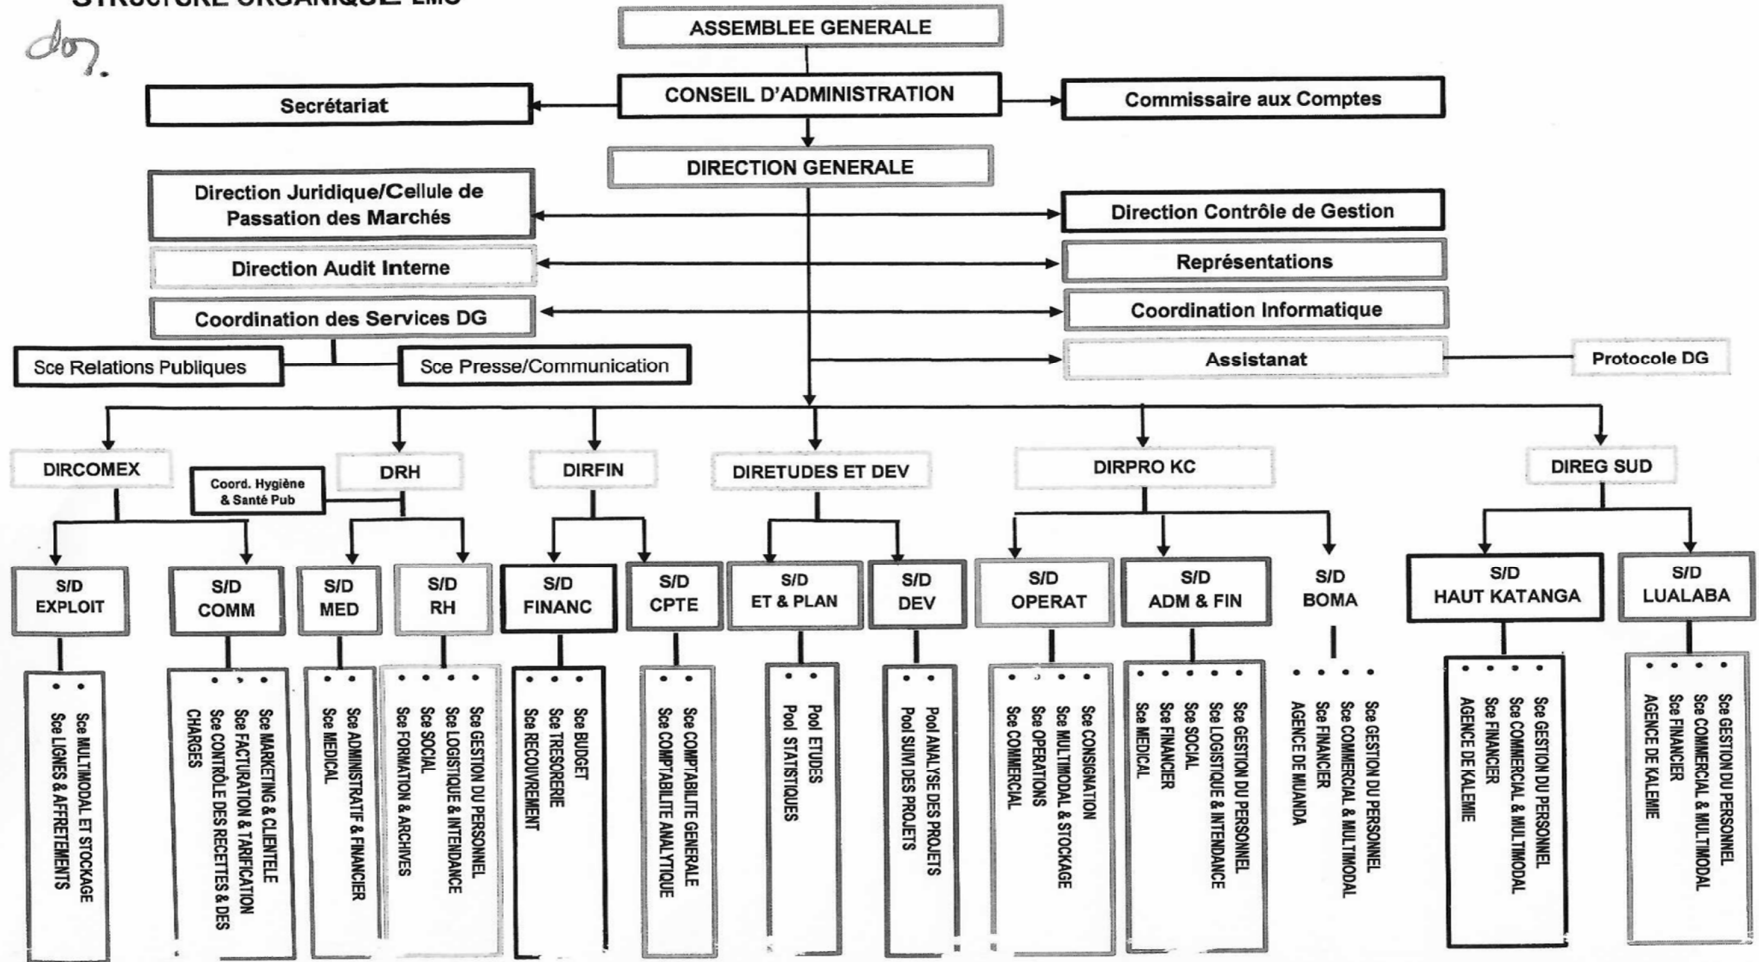 STRUCTURE ORGANIQUE LMC
ASSEMBLEE GENERALE
Secrétariat
CONSEIL D'ADMINISTRATION
Commissaire aux Comptes
DIRECTION GENERALE
Direction Juridique/Cellule de
Passation des Marchés
Direction Contrôle de Gestion
Direction Audit Interne
Représentations
Coordination des Services DG
Coordination Informatique
Sce Relations Publiques
Sce Presse/Communication
Assistanat
Protocole DG
DIRCOMEX
Coord. Hygiène
& Santé Pub
DRH
DIRFIN
DIRETUDES ET DEV
DIRPRO KC
DIREG SUD
S/D
EXPLOIT
S/D
COMM
S/D
MED
S/D
RH
S/D
FINANC
S/D
CPTE
S/D
ET & PLAN
S/D
DEV
S/D
OPERAT
S/D
ADM & FIN
S/D
BOMA
S/D
HAUT KATANGA
S/D
LUALABA
• Sce MULTIMODAL ET STOCKAGE
• Sce LIGNES & AFFRETEMENTS
• Sce MARKETING & CLIENTELE
• Sce FACTURATION & TARIFICATION
• Sce CONTRÔLE DES RECETTES & DES
CHARGES
• Sce ADMINISTRATIF & FINANCIER
• Sce MEDICAL
• Sce GESTION DU PERSONNEL
• Sce LOGISTIQUE & INTENDANCE
• Sce SOCIAL
• Sce FORMATION & ARCHIVES
• Sce BUDGET
• Sce TRESORERIE
• Sce RECOUVREMENT
• Sce COMPTABILITE GENERALE
• Sce COMPTABILITE ANALYTIQUE
• Pool ETUDES
• Pool STATISTIQUES
• Pool ANALYSE DES PROJETS
• Pool SUIVI DES PROJETS
• Sce CONSIGNATION
• Sce MULTIMODAL & STOCKAGE
• Sce OPERATIONS
• Sce COMMERCIAL
• Sce GESTION DU PERSONNEL
• Sce LOGISTIQUE & INTENDANCE
• Sce SOCIAL
• Sce FINANCIER
• Sce MEDICAL
• Sce GESTION DU PERSONNEL
• Sce COMMERCIAL & MULTIMODAL
• Sce FINANCIER
• AGENCE DE MUANDA
• Sce GESTION DU PERSONNEL
• Sce COMMERCIAL & MULTIMODAL
• Sce FINANCIER
• AGENCE DE KALEMIE
• Sce GESTION DU PERSONNEL
• Sce COMMERCIAL & MULTIMODAL
• Sce FINANCIER
• AGENCE DE KALEMIE